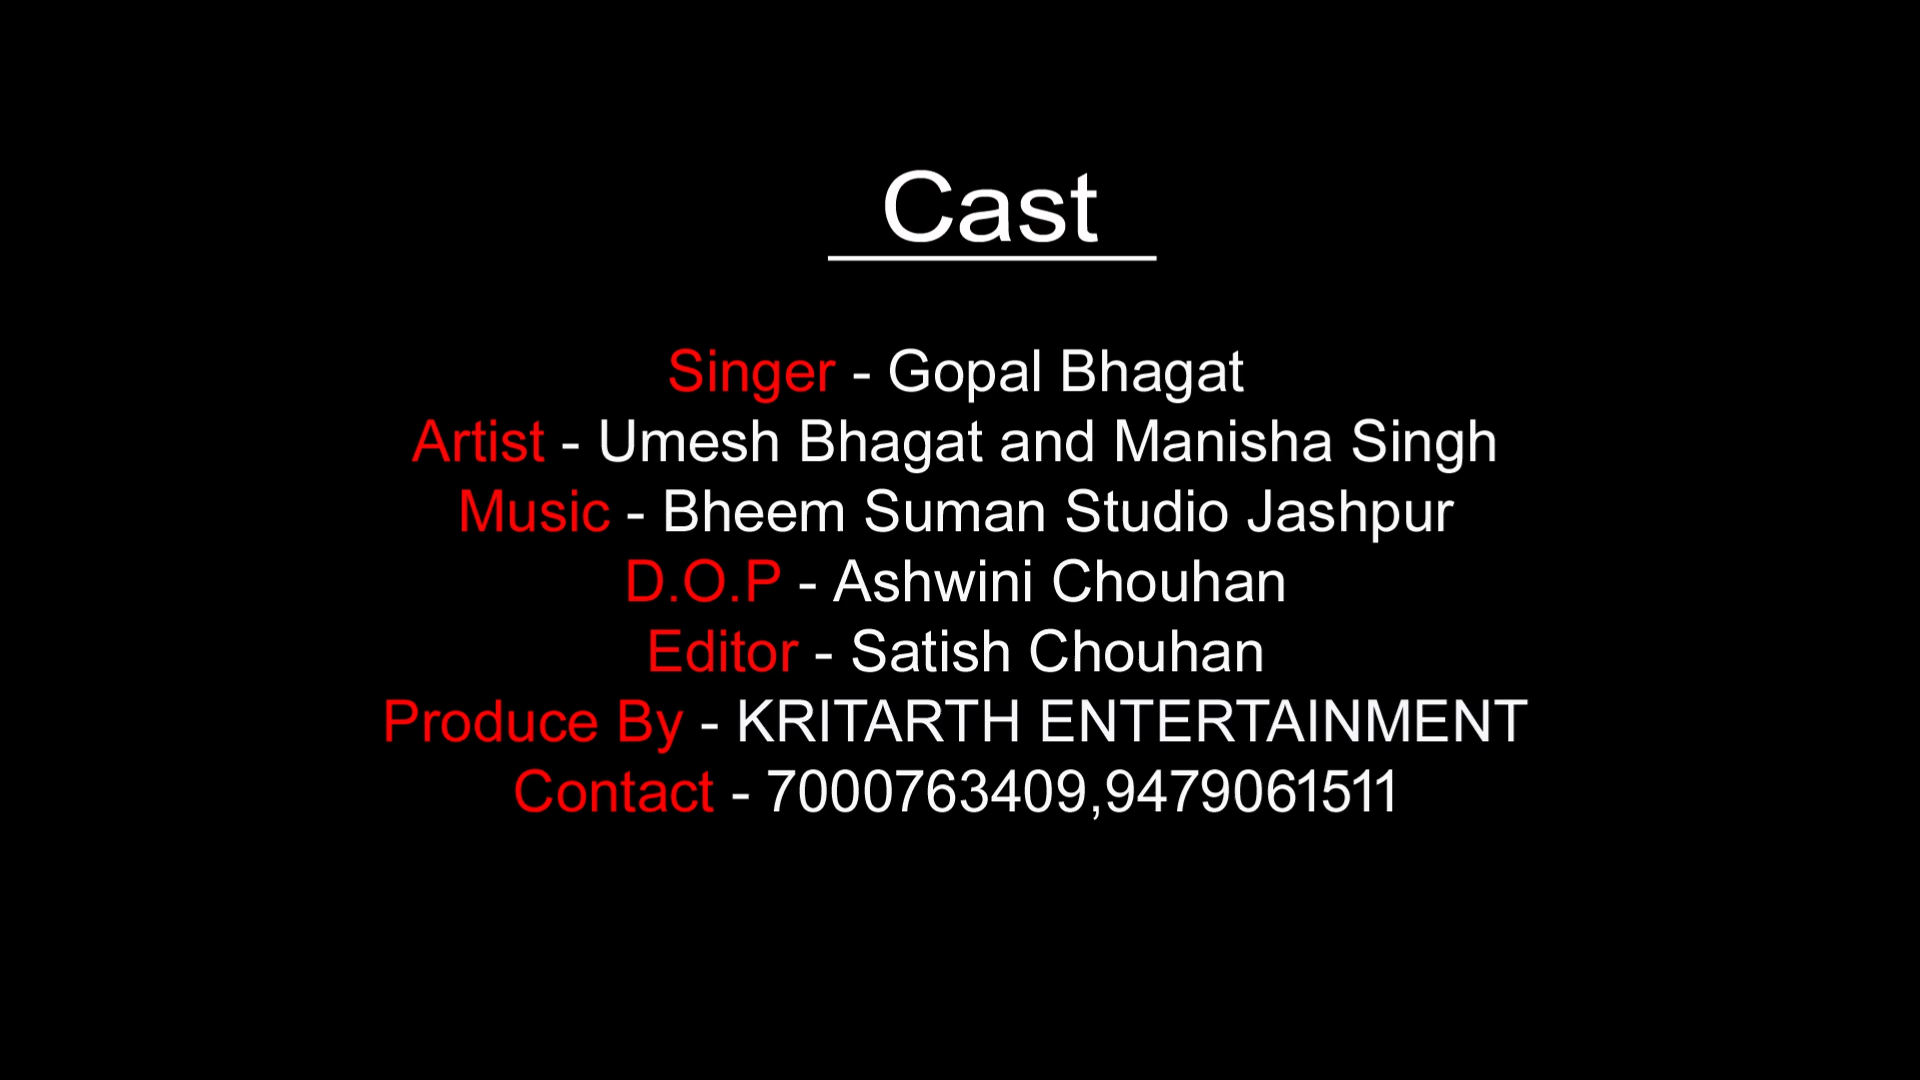 Cast
Singer - Gopal Bhagat
Artist - Umesh Bhagat and Manisha Singh
Music - Bheem Suman Studio Jashpur
D.O.P - Ashwini Chouhan
Editor - Satish Chouhan
Produce By - KRITARTH ENTERTAINMENT
Contact - 7000763409,9479061511